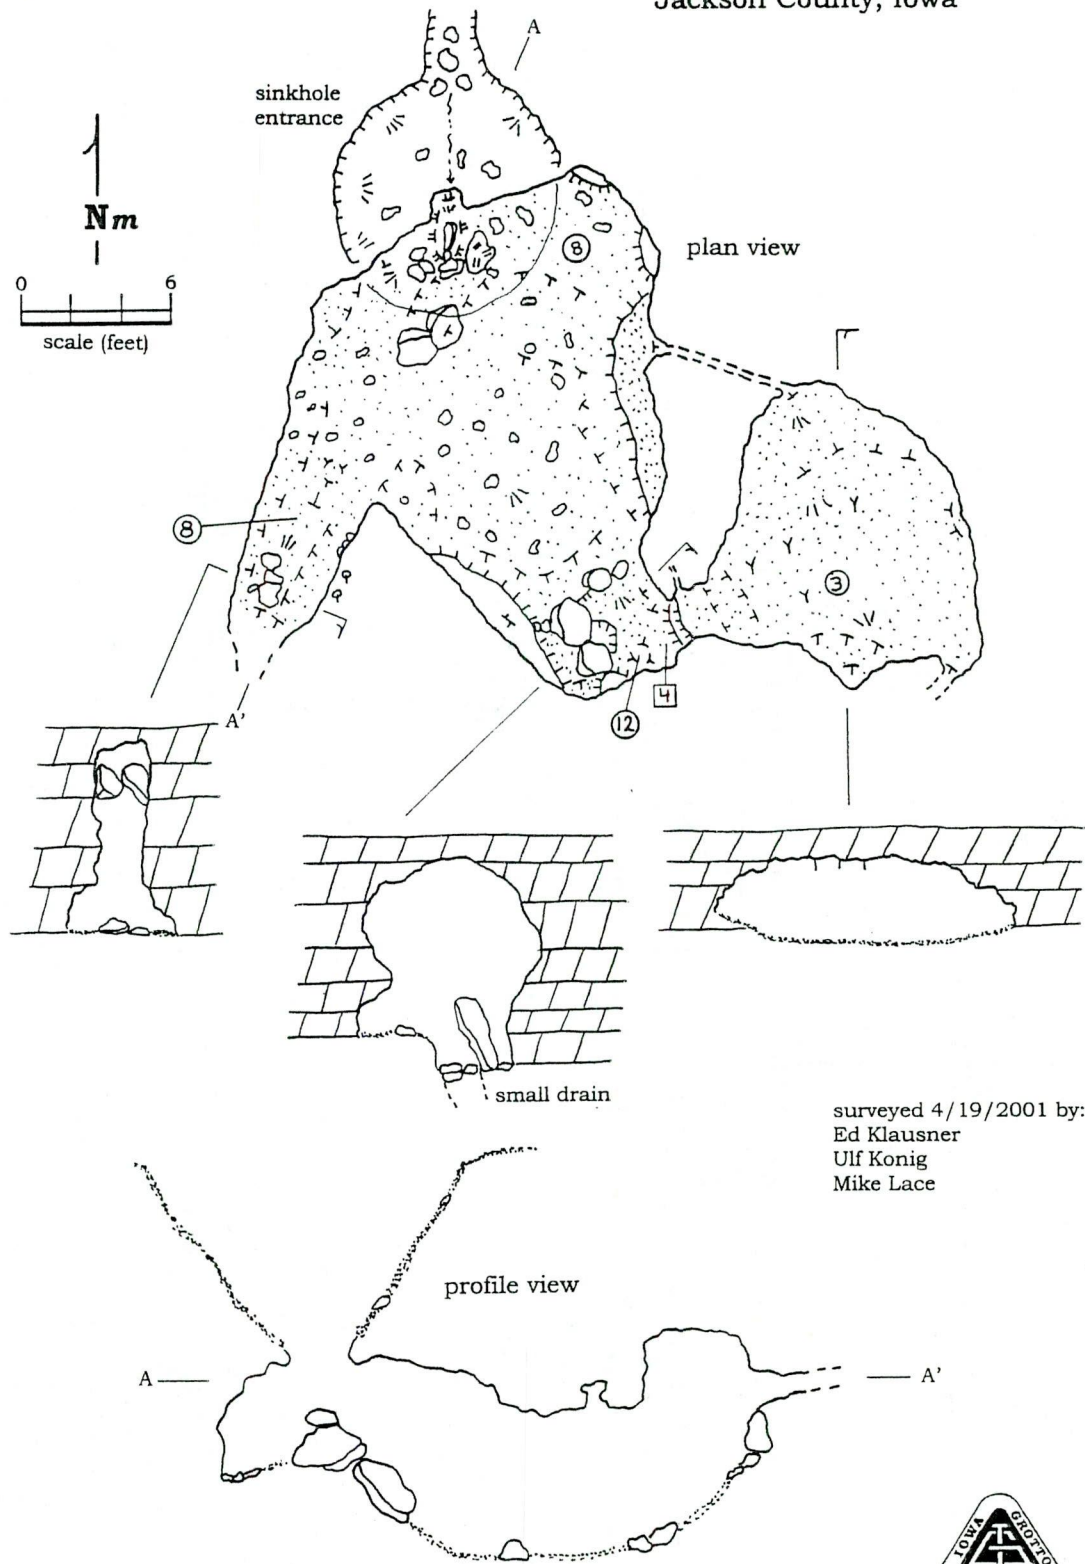 Jackson County, Iowa
A
sinkhole
entrance
Nm
plan view
0 6
scale (feet)
8
8
3
4
12
A'
small drain
surveyed 4/19/2001 by:
Ed Klausner
Ulf Konig
Mike Lace
profile view
A
A'
IOWA GROTTO